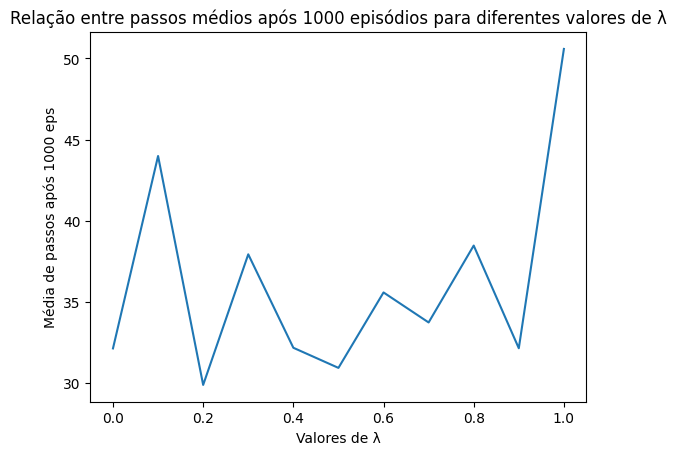 Relação entre passos médios após 1000 episódios para diferentes valores de λ
Média de passos após 1000 eps
50
45
40
35
30
0.0 0.2 0.4 0.6 0.8 1.0
Valores de λ